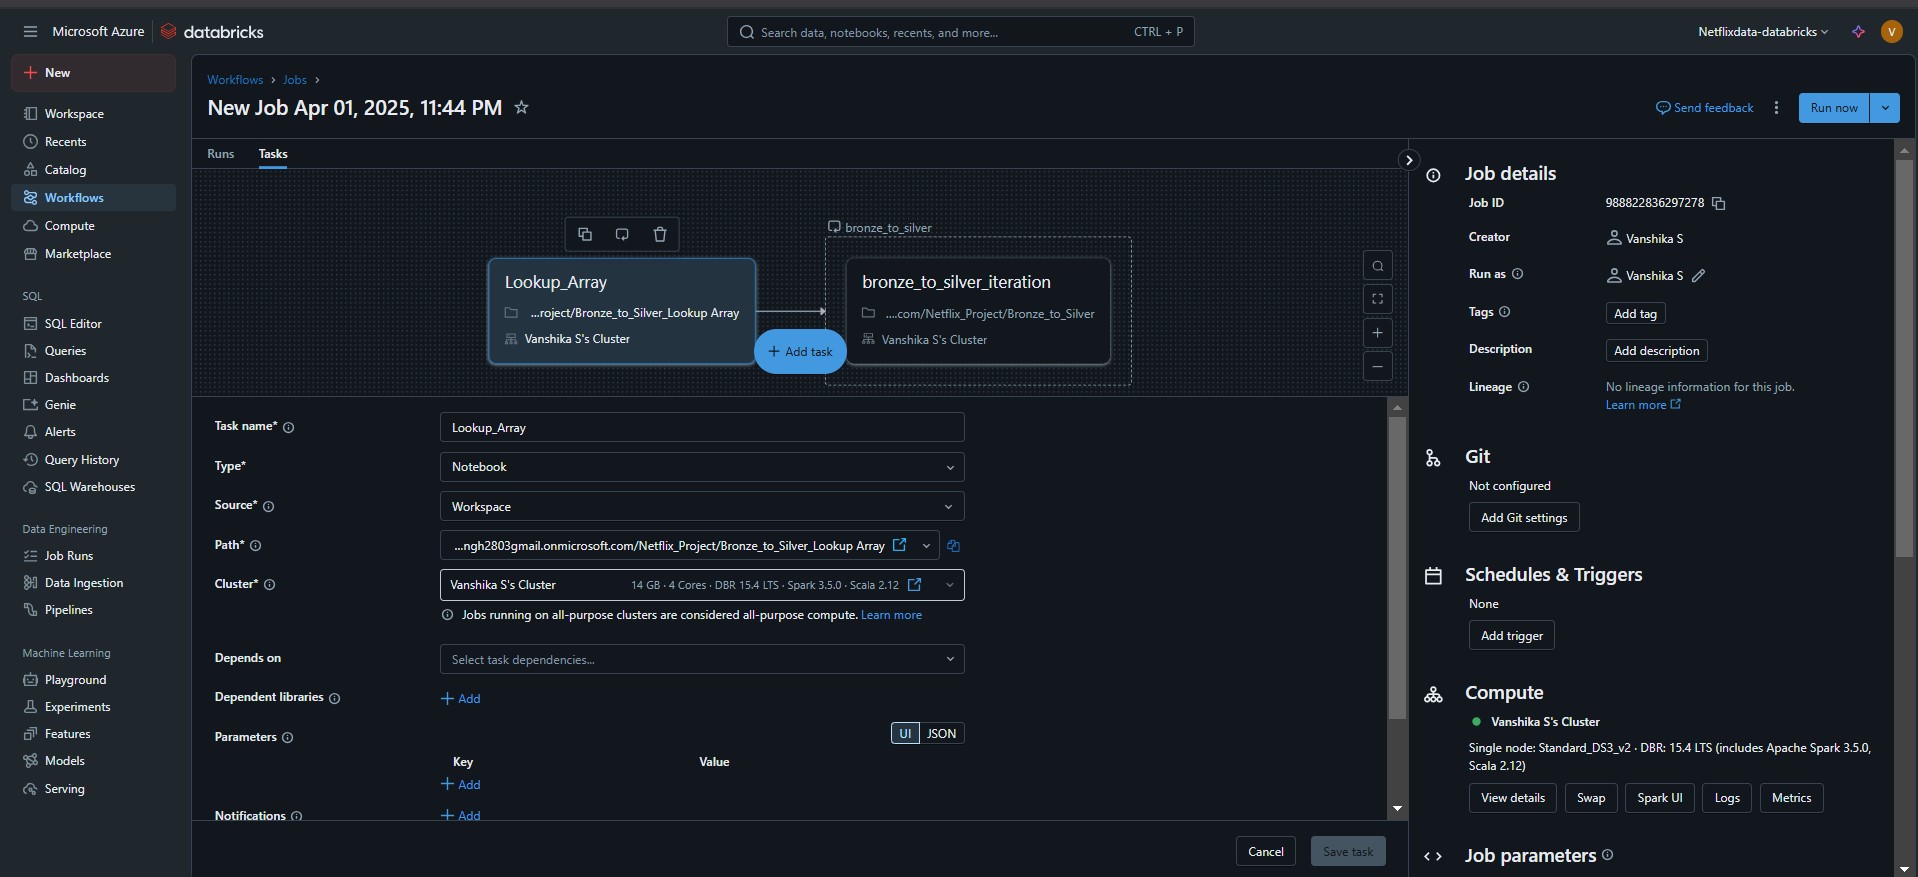 Microsoft Azure
databricks
Search data, notebooks, recents, and more...
CTRL + P
Netflixdata-databricks
V
New
Workspace
Recents
Catalog
Workflows
Compute
Marketplace
SQL
SQL Editor
Queries
Dashboards
Genie
Alerts
Query History
SQL Warehouses
Data Engineering
Job Runs
Data Ingestion
Pipelines
Machine Learning
Playground
Experiments
Features
Models
Serving
Workflows > Jobs >
New Job Apr 01, 2025, 11:44 PM
Send feedback
Run now
Runs
Tasks
Lookup_Array
...roject/Bronze_to_Silver_Lookup Array
Vanshika S's Cluster
+ Add task
bronze_to_silver
bronze_to_silver_iteration
....com/Netflix_Project/Bronze_to_Silver
Vanshika S's Cluster
Task name*
Lookup_Array
Type*
Notebook
Source*
Workspace
Path*
...ngh2803gmail.onmicrosoft.com/Netflix_Project/Bronze_to_Silver_Lookup Array
Cluster*
Vanshika S's Cluster
14 GB · 4 Cores · DBR 15.4 LTS · Spark 3.5.0 · Scala 2.12
Jobs running on all-purpose clusters are considered all-purpose compute. Learn more
Depends on
Select task dependencies...
Dependent libraries
+ Add
Parameters
UI
JSON
Key
Value
+ Add
Notifications
+ Add
Cancel
Save task
Job details
Job ID
988822836297278
Creator
Vanshika S
Run as
Vanshika S
Tags
Add tag
Description
Add description
Lineage
No lineage information for this job.
Learn more
Git
Not configured
Add Git settings
Schedules & Triggers
None
Add trigger
Compute
Vanshika S's Cluster
Single node: Standard_DS3_v2 · DBR: 15.4 LTS (includes Apache Spark 3.5.0,
Scala 2.12)
View details
Swap
Spark UI
Logs
Metrics
Job parameters